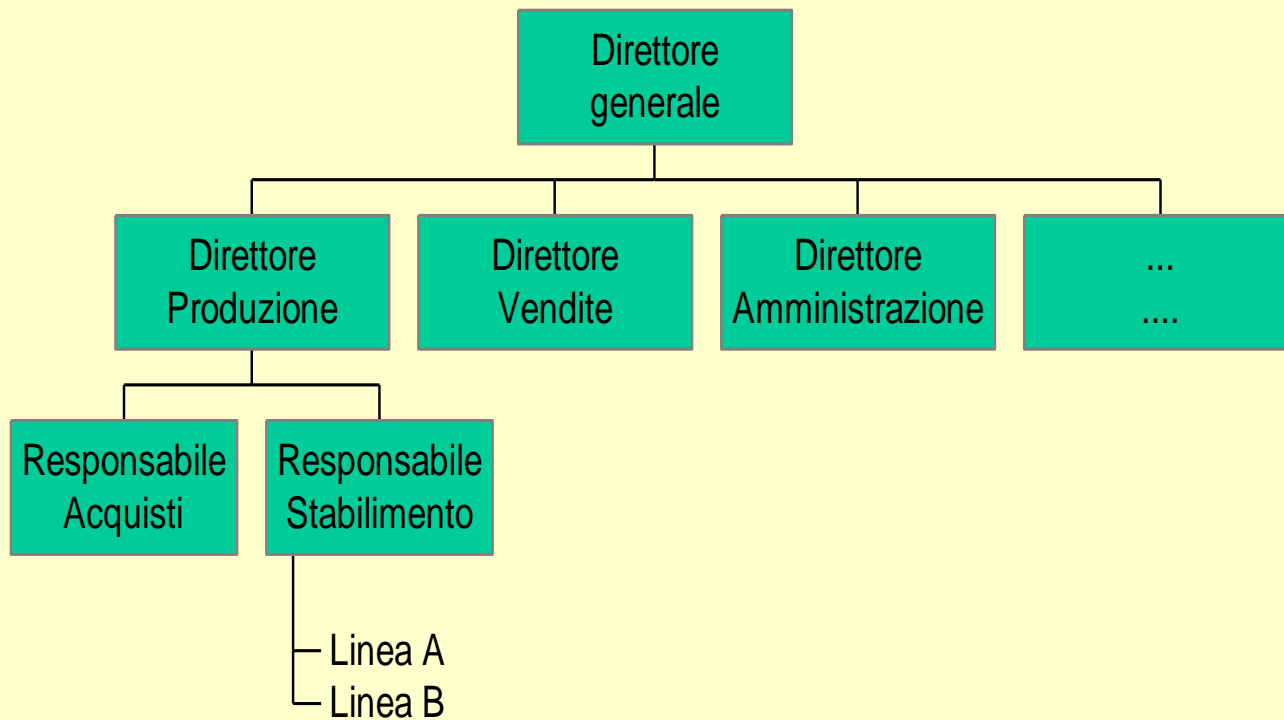 Direttore
generale
Direttore
Produzione
Direttore
Vendite
Direttore
Amministrazione
...
....
Responsabile
Acquisti
Responsabile
Stabilimento
Linea A
Linea B